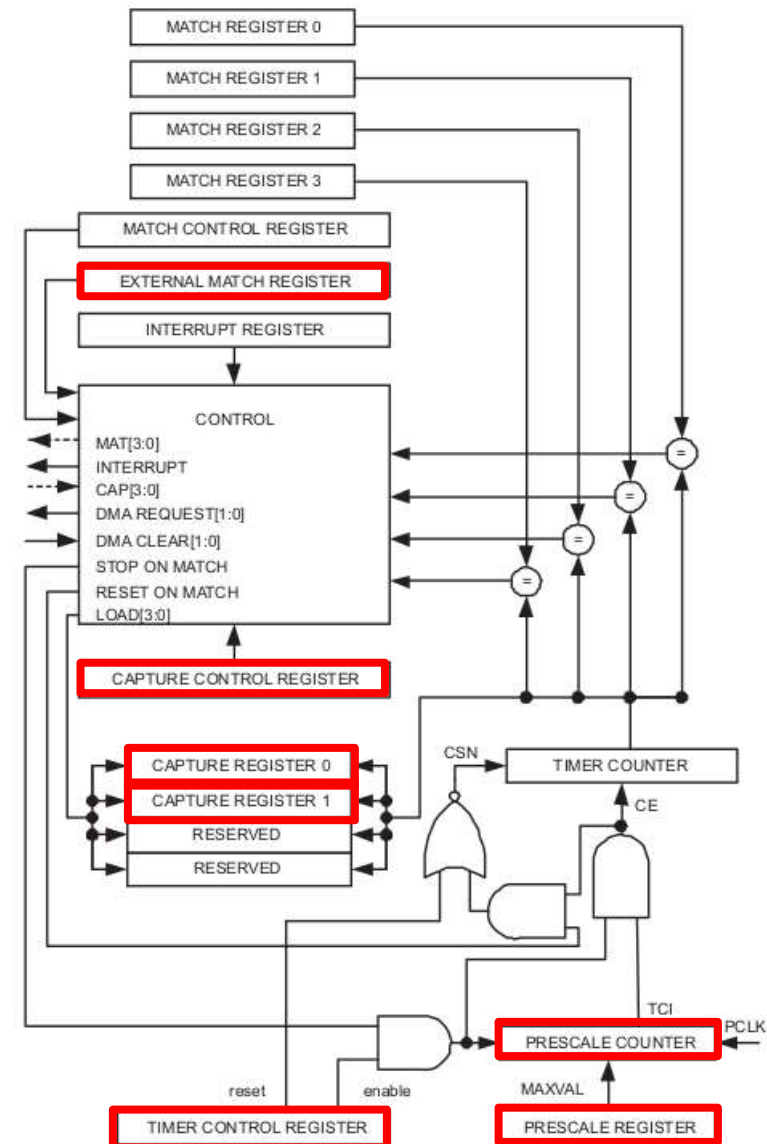 MATCH REGISTER 0
MATCH REGISTER 1
MATCH REGISTER 2
MATCH REGISTER 3
MATCH CONTROL REGISTER
EXTERNAL MATCH REGISTER
INTERRUPT REGISTER
CONTROL
MAT[3:0]
INTERRUPT
CAP[3:0]
DMA REQUEST[1:0]
DMA CLEAR[1:0]
STOP ON MATCH
RESET ON MATCH
LOAD[3:0]
=
=
=
=
CAPTURE CONTROL REGISTER
CAPTURE REGISTER 0
CAPTURE REGISTER 1
RESERVED
RESERVED
CSN
TIMER COUNTER
CE
TCI
PCLK
PRESCALE COUNTER
reset
enable
MAXVAL
TIMER CONTROL REGISTER
PRESCALE REGISTER